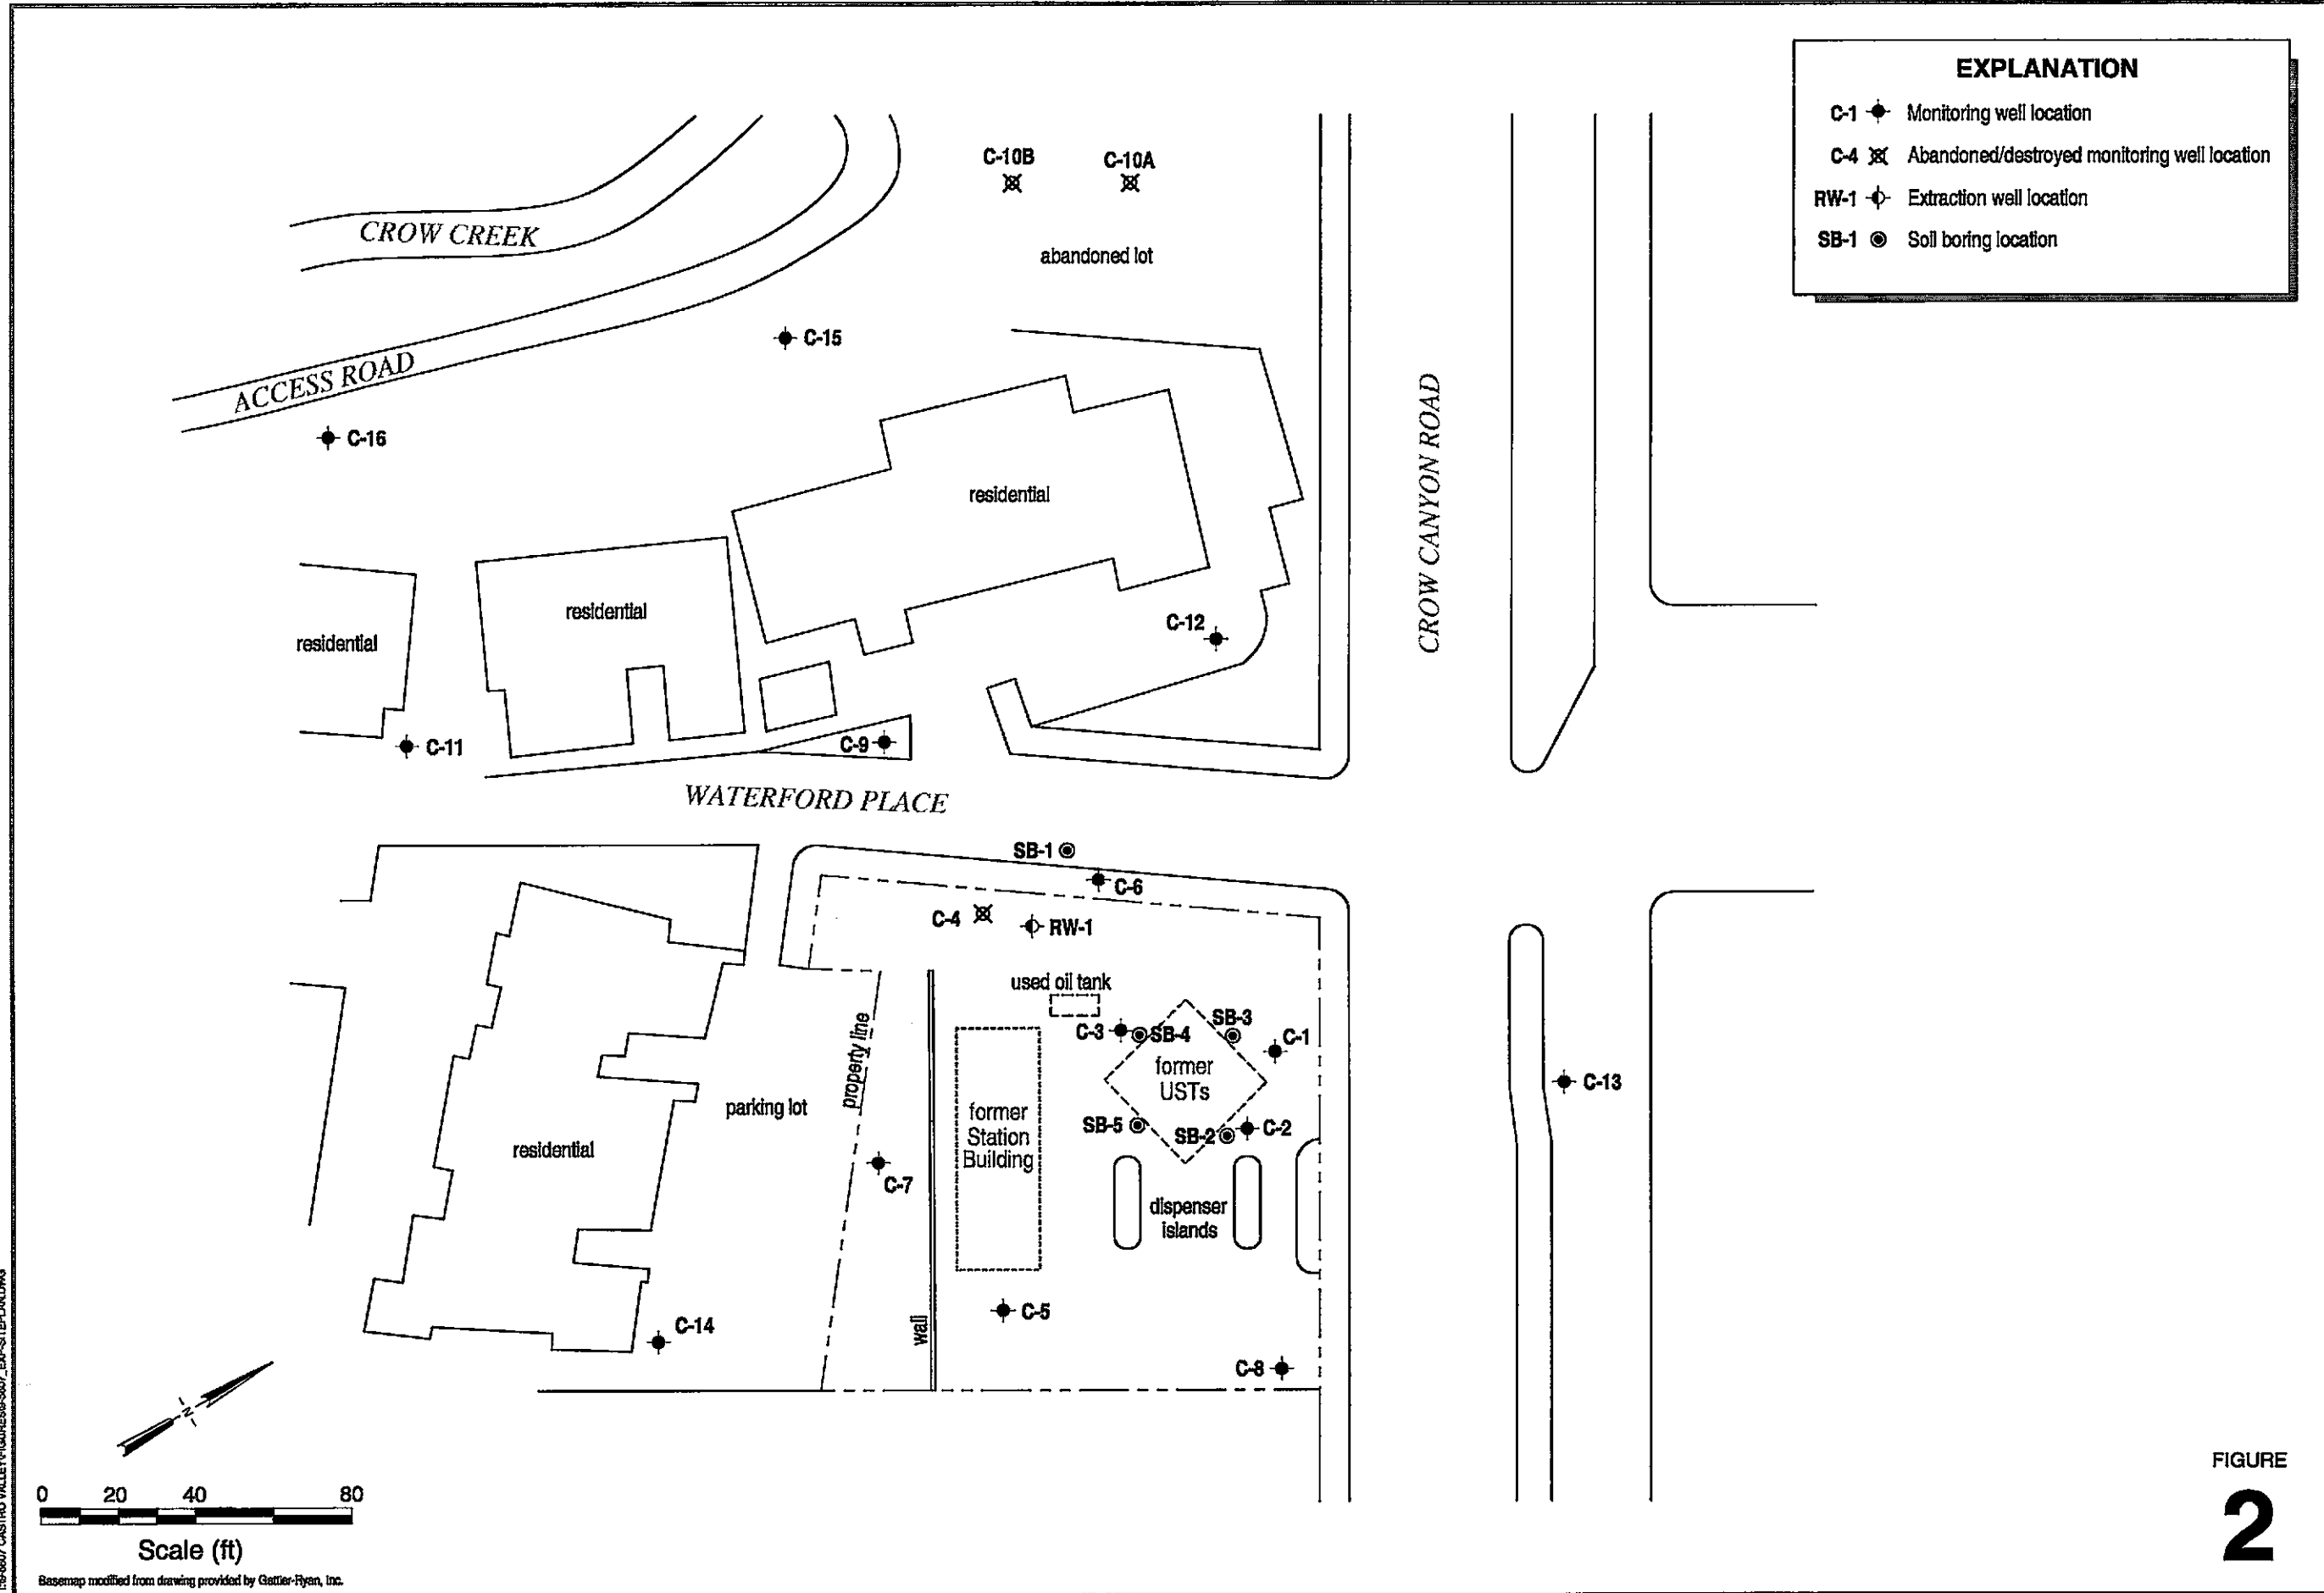 EXPLANATION
C-1 Monitoring well location
C-4 Abandoned/destroyed monitoring well location
RW-1 Extraction well location
SB-1 Soil boring location
C-10B
C-10A
CROW CREEK
abandoned lot
C-15
ACCESS ROAD
C-16
CROW CANYON ROAD
residential
residential
residential
C-12
C-9
C-11
WATERFORD PLACE
SB-1
C-6
C-4
RW-1
used oil tank
C-3
SB-4
SB-3
C-1
former
USTs
property line
parking lot
C-13
former
Station
Building
SB-5
SB-2
C-2
residential
C-7
dispenser
islands
C-5
wall
C-14
C-8
N
0 20 40 80
Scale (ft)
Basemap modified from drawing provided by Gettler-Ryan, Inc.
FIGURE
2